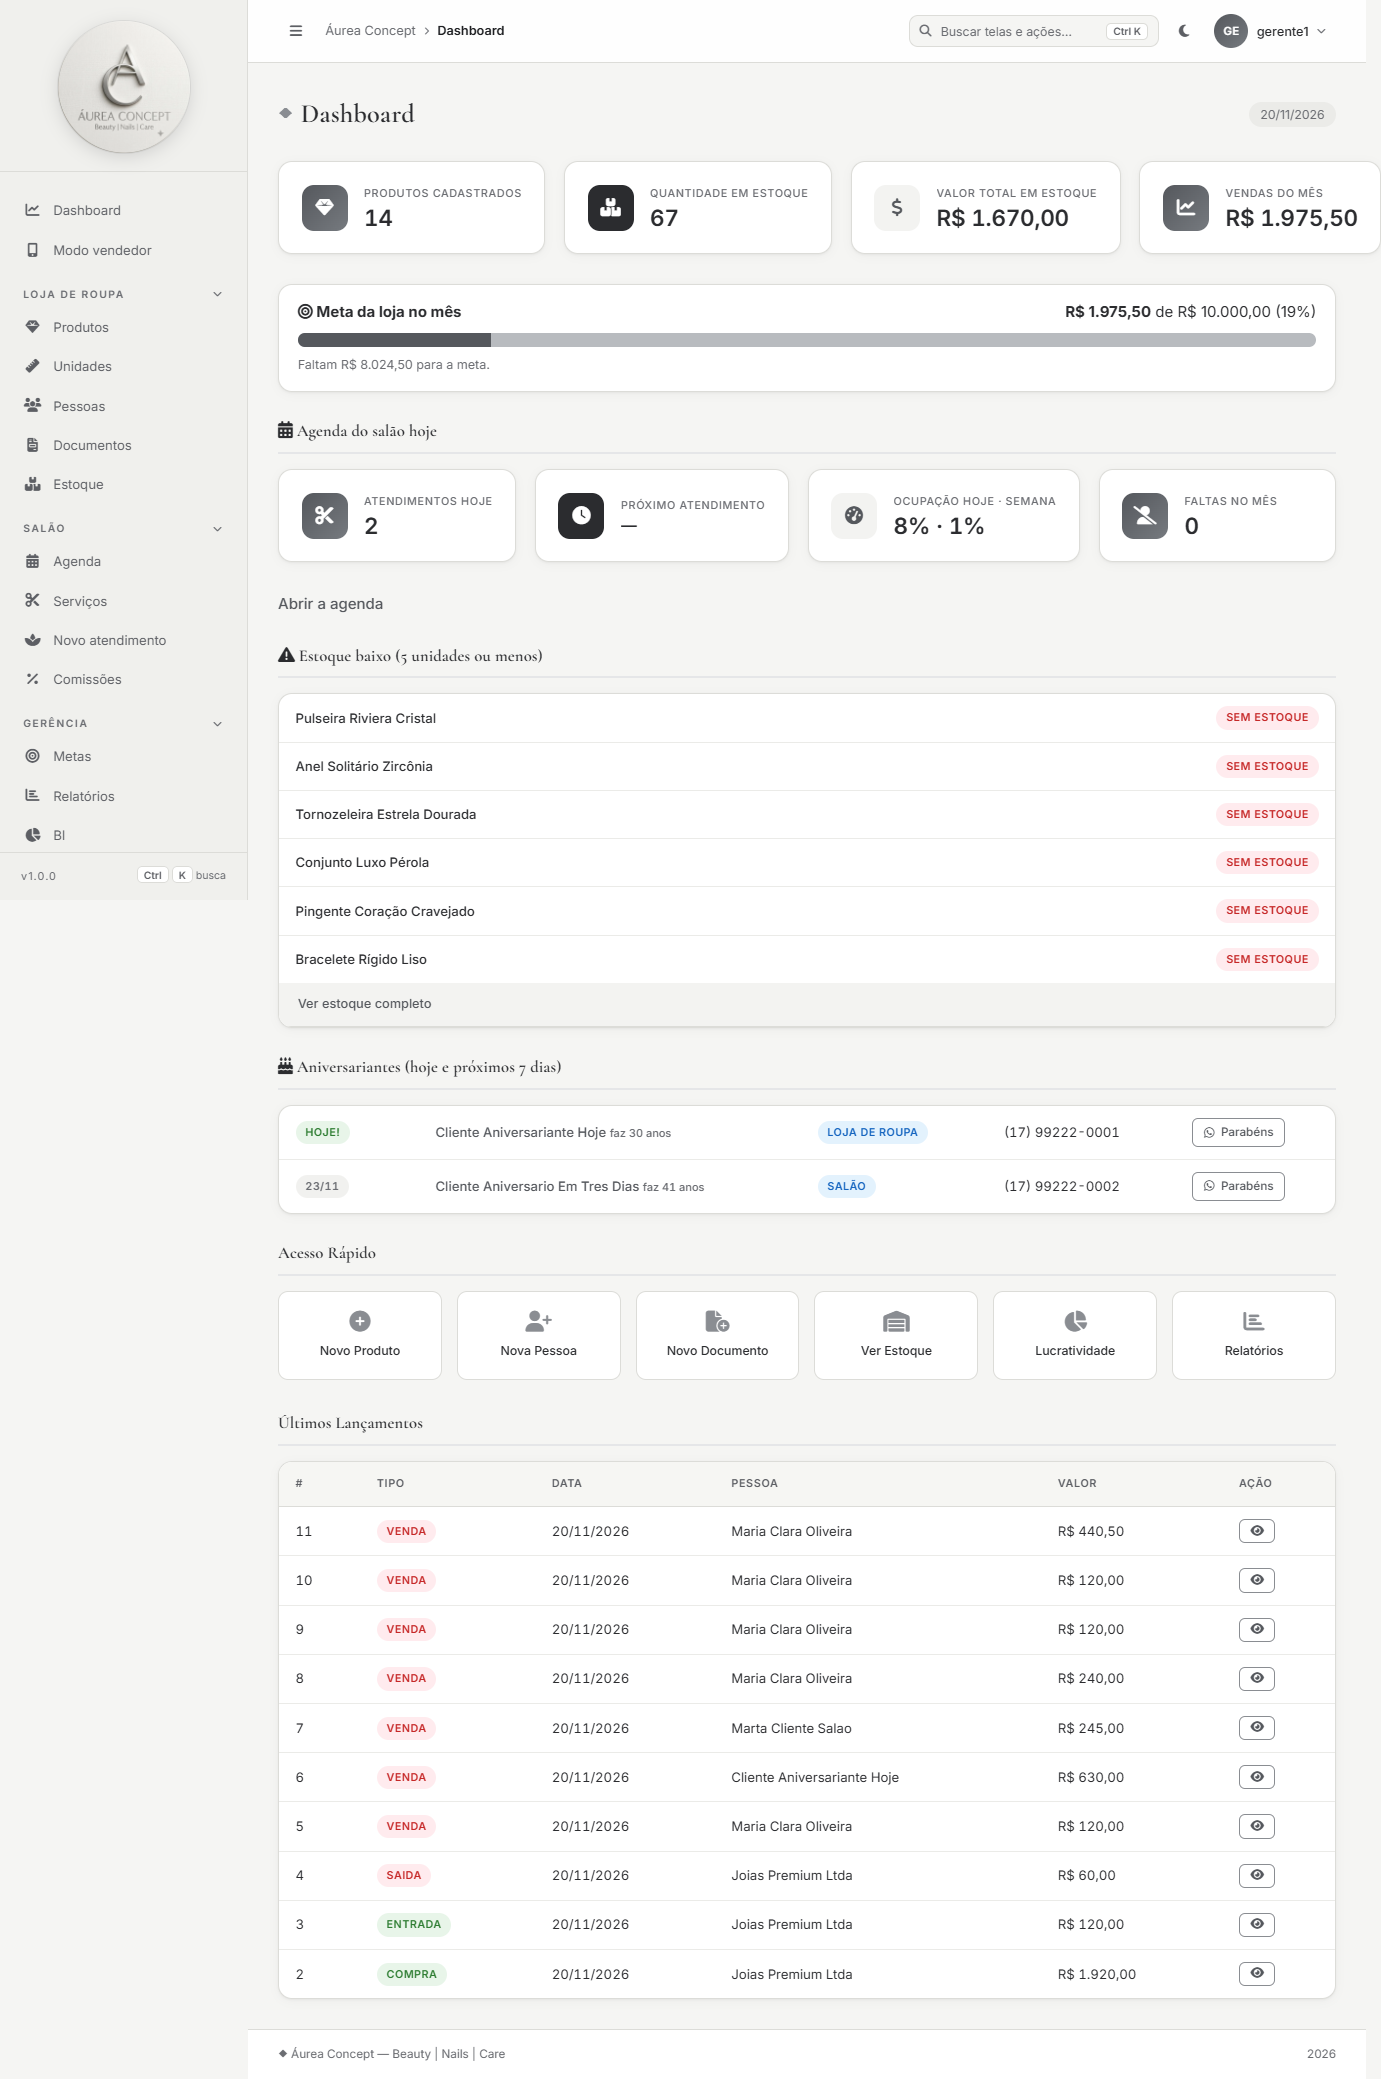 ÁUREA CONCEPT
Beauty | Nails | Care
Dashboard
Modo vendedor
LOJA DE ROUPA
Produtos
Unidades
Pessoas
Documentos
Estoque
SALÃO
Agenda
Serviços
Novo atendimento
Comissões
GERÊNCIA
Metas
Relatórios
BI
v1.0.0 Ctrl K busca
Áurea Concept › Dashboard
Buscar telas e ações... Ctrl K
GE gerente1
Dashboard
20/11/2026
PRODUTOS CADASTRADOS
14
QUANTIDADE EM ESTOQUE
67
VALOR TOTAL EM ESTOQUE
R$ 1.670,00
VENDAS DO MÊS
R$ 1.975,50
Meta da loja no mês R$ 1.975,50 de R$ 10.000,00 (19%)
Faltam R$ 8.024,50 para a meta.
Agenda do salão hoje
ATENDIMENTOS HOJE
2
PRÓXIMO ATENDIMENTO
—
OCUPAÇÃO HOJE · SEMANA
8% · 1%
FALTAS NO MÊS
0
Abrir a agenda
Estoque baixo (5 unidades ou menos)
Pulseira Riviera Cristal SEM ESTOQUE
Anel Solitário Zircônia SEM ESTOQUE
Tornozeleira Estrela Dourada SEM ESTOQUE
Conjunto Luxo Pérola SEM ESTOQUE
Pingente Coração Cravejado SEM ESTOQUE
Bracelete Rígido Liso SEM ESTOQUE
Ver estoque completo
Aniversariantes (hoje e próximos 7 dias)
HOJE! Cliente Aniversariante Hoje faz 30 anos LOJA DE ROUPA (17) 99222-0001 Parabéns
23/11 Cliente Aniversario Em Tres Dias faz 41 anos SALÃO (17) 99222-0002 Parabéns
Acesso Rápido
Novo Produto
Nova Pessoa
Novo Documento
Ver Estoque
Lucratividade
Relatórios
Últimos Lançamentos
# TIPO DATA PESSOA VALOR AÇÃO
11 VENDA 20/11/2026 Maria Clara Oliveira R$ 440,50
10 VENDA 20/11/2026 Maria Clara Oliveira R$ 120,00
9 VENDA 20/11/2026 Maria Clara Oliveira R$ 120,00
8 VENDA 20/11/2026 Maria Clara Oliveira R$ 240,00
7 VENDA 20/11/2026 Marta Cliente Salao R$ 245,00
6 VENDA 20/11/2026 Cliente Aniversariante Hoje R$ 630,00
5 VENDA 20/11/2026 Maria Clara Oliveira R$ 120,00
4 SAIDA 20/11/2026 Joias Premium Ltda R$ 60,00
3 ENTRADA 20/11/2026 Joias Premium Ltda R$ 120,00
2 COMPRA 20/11/2026 Joias Premium Ltda R$ 1.920,00
Áurea Concept — Beauty | Nails | Care 2026